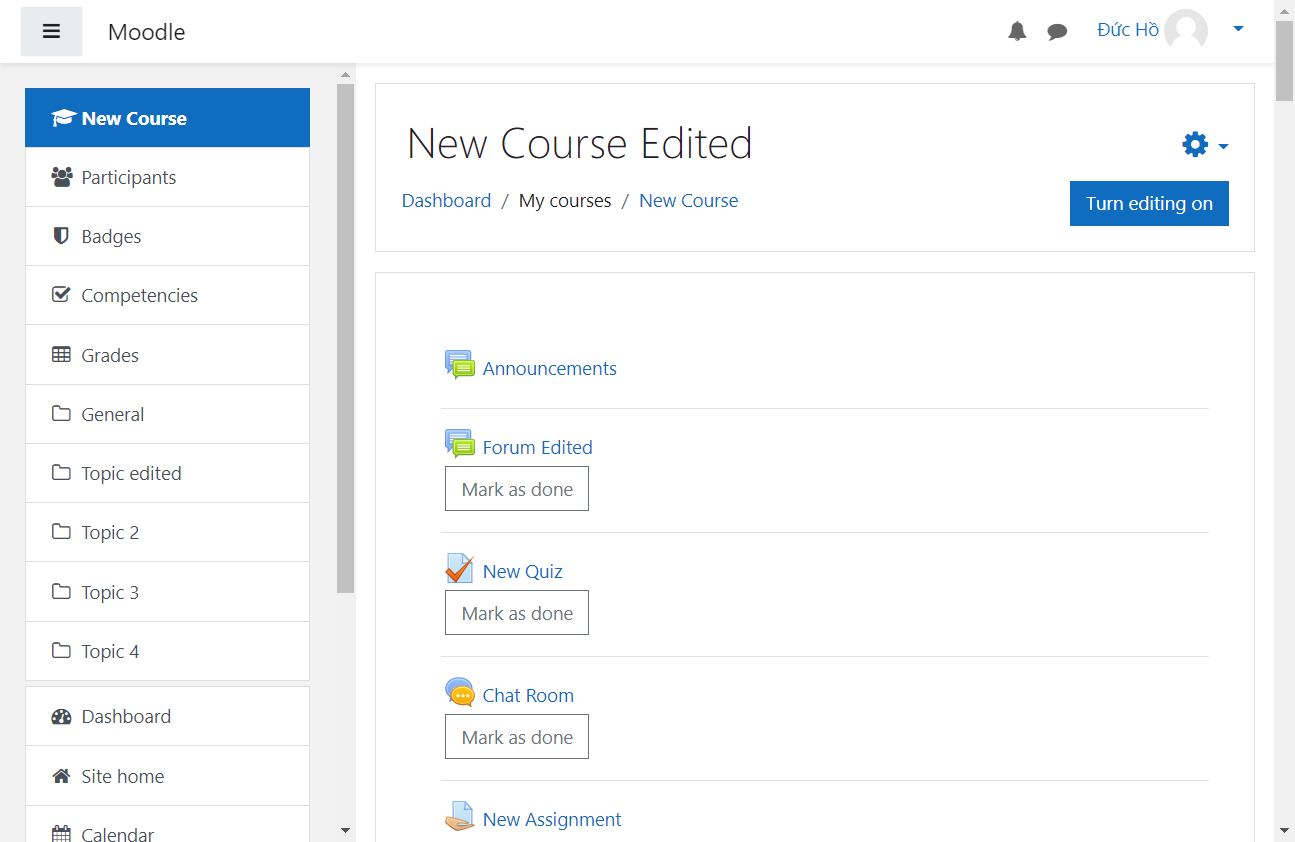 Moodle
Đức Hồ
New Course
Participants
Badges
Competencies
Grades
General
Topic edited
Topic 2
Topic 3
Topic 4
Dashboard
Site home
Calendar
New Course Edited
Dashboard / My courses / New Course
Turn editing on
Announcements
Forum Edited
Mark as done
New Quiz
Mark as done
Chat Room
Mark as done
New Assignment